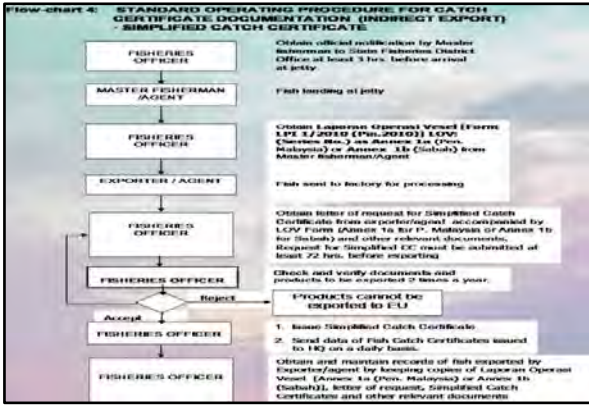 Flow-chart 4: STANDARD OPERATING PROCEDURE FOR CATCH
CERTIFICATE DOCUMENTATION (INDIRECT EXPORT)
- SIMPLIFIED CATCH CERTIFICATE
FISHERIES
OFFICER
Obtain official notification by Master
fisherman to State Fisheries District
Office at least 3 hrs. before arrival
at jetty
MASTER FISHERMAN
/AGENT
Fish landing at jetty
FISHERIES
OFFICER
Obtain Laporan Operasi Vesel [Form
LPI 1/2010 (Pin.2010)] LOV:
(Series No.) as Annex 1a (Pen.
Malaysia) or Annex 1b (Sabah) from
Master fisherman/Agent
EXPORTER / AGENT
Fish sent to factory for processing
FISHERIES
OFFICER
Obtain letter of request for Simplified Catch
Certificate from exporter/agent accompanied by
LOV Form (Annex 1a for P. Malaysia or Annex 1b
for Sabah) and other relevant documents.
Request for Simplified CC must be submitted at
least 72 hrs. before exporting
FISHERIES OFFICER
Check and verify documents and
products to be exported 2 times a year.
Reject
Products cannot be
exported to EU
Accept
FISHERIES OFFICER
1. Issue Simplified Catch Certificate
2. Send data of Fish Catch Certificates issued
to HQ on a daily basis.
FISHERIES OFFICER
Obtain and maintain records of fish exported by
Exporter/agent by keeping copies of Laporan Operasi
Vesel [Annex 1a (Pen. Malaysia) or Annex 1b
(Sabah)], letter of request, Simplified Catch
Certificates and other relevant documents